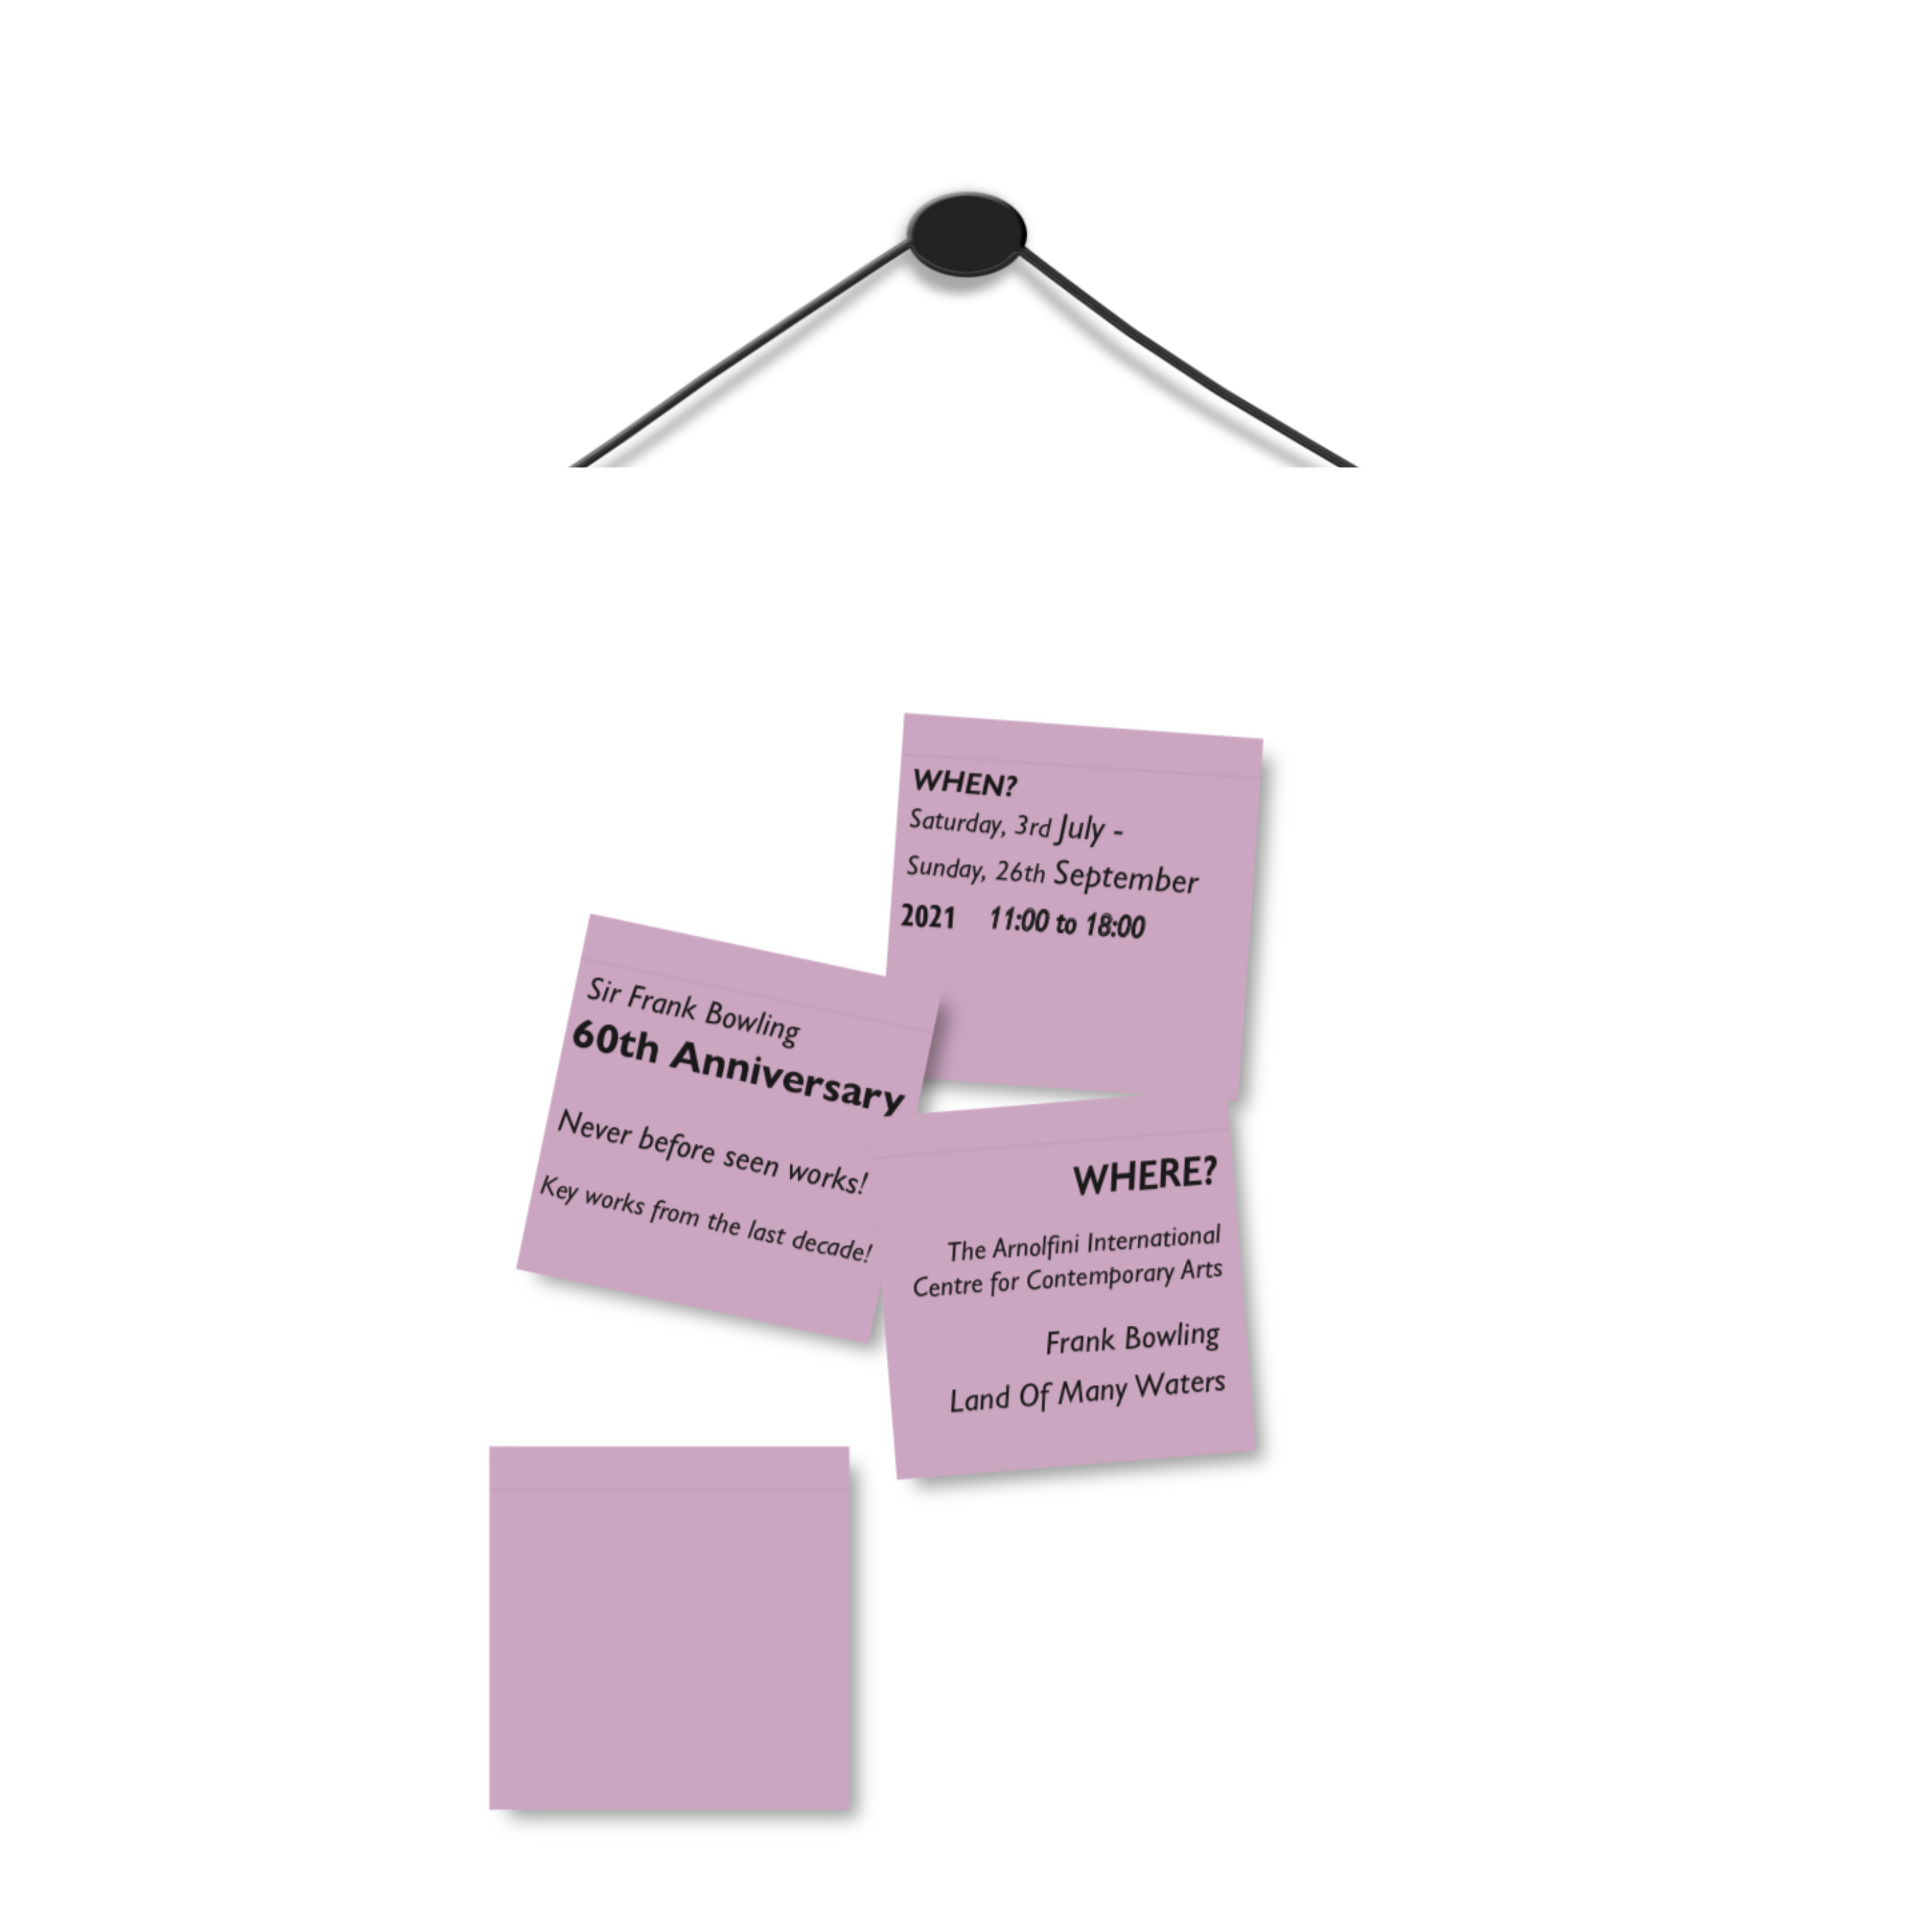 WHEN?
Saturday, 3rd July -
Sunday, 26th September
2021 11:00 to 18:00
Sir Frank Bowling
60th Anniversary
Never before seen works!
Key works from the last decade!
WHERE?
The Arnolfini International
Centre for Contemporary Arts
Frank Bowling
Land Of Many Waters